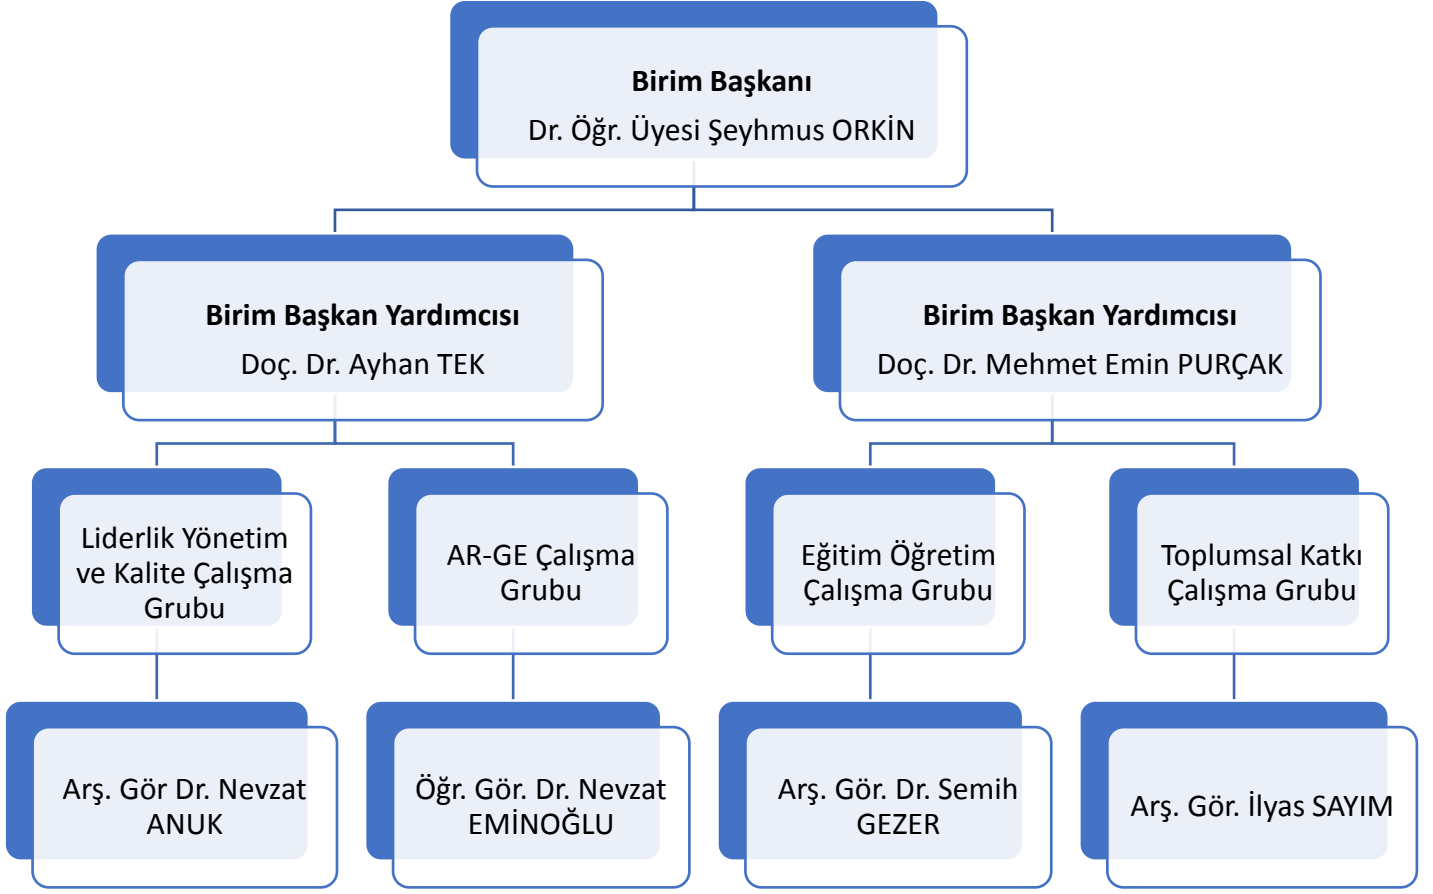 Birim Başkanı
Dr. Öğr. Üyesi Şeyhmus ORKİN
Birim Başkan Yardımcısı
Doç. Dr. Ayhan TEK
Birim Başkan Yardımcısı
Doç. Dr. Mehmet Emin PURÇAK
Liderlik Yönetim
ve Kalite Çalışma
Grubu
AR-GE Çalışma
Grubu
Eğitim Öğretim
Çalışma Grubu
Toplumsal Katkı
Çalışma Grubu
Arş. Gör Dr. Nevzat
ANUK
Öğr. Gör. Dr. Nevzat
EMİNOĞLU
Arş. Gör. Dr. Semih
GEZER
Arş. Gör. İlyas SAYIM